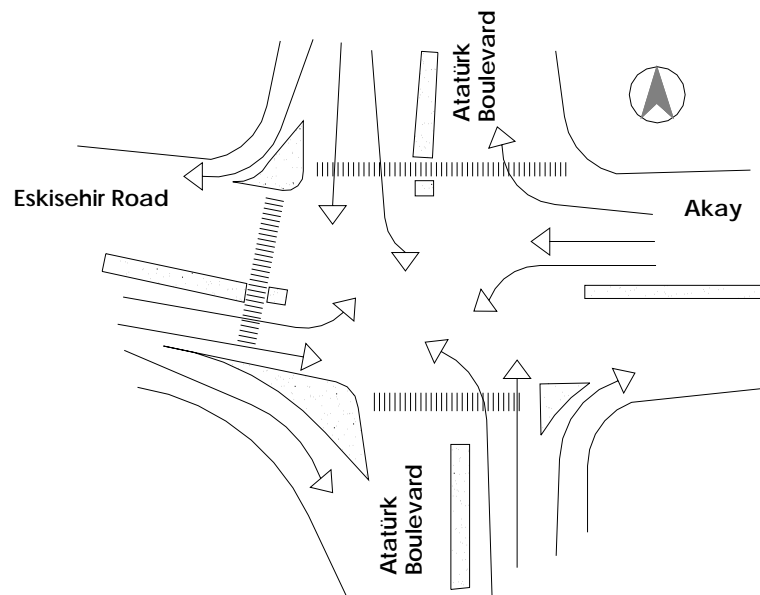 Atatürk
Boulevard
Eskisehir Road
Akay
Atatürk
Boulevard